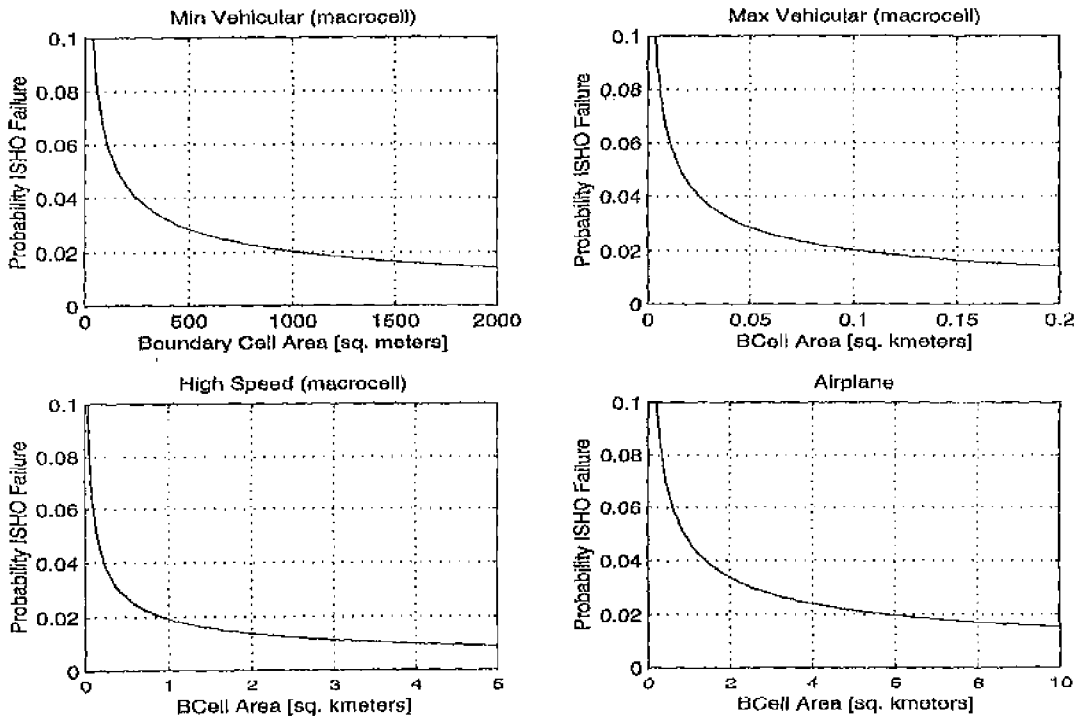 Min Vehicular (macrocell)
Probability ISHO Failure
0.1
0.08
0.06
0.04
0.02
0
0 500 1000 1500 2000
Boundary Cell Area [sq. meters]
Max Vehicular (macrocell)
Probability ISHO Failure
0.1
0.08
0.06
0.04
0.02
0
0 0.05 0.1 0.15 0.2
BCell Area [sq. kmeters]
High Speed (macrocell)
Probability ISHO Failure
0.1
0.08
0.06
0.04
0.02
0
0 1 2 3 4 5
BCell Area [sq. kmeters]
Airplane
Probability ISHO Failure
0.1
0.08
0.06
0.04
0.02
0
0 2 4 6 8 10
BCell Area [sq. kmeters]